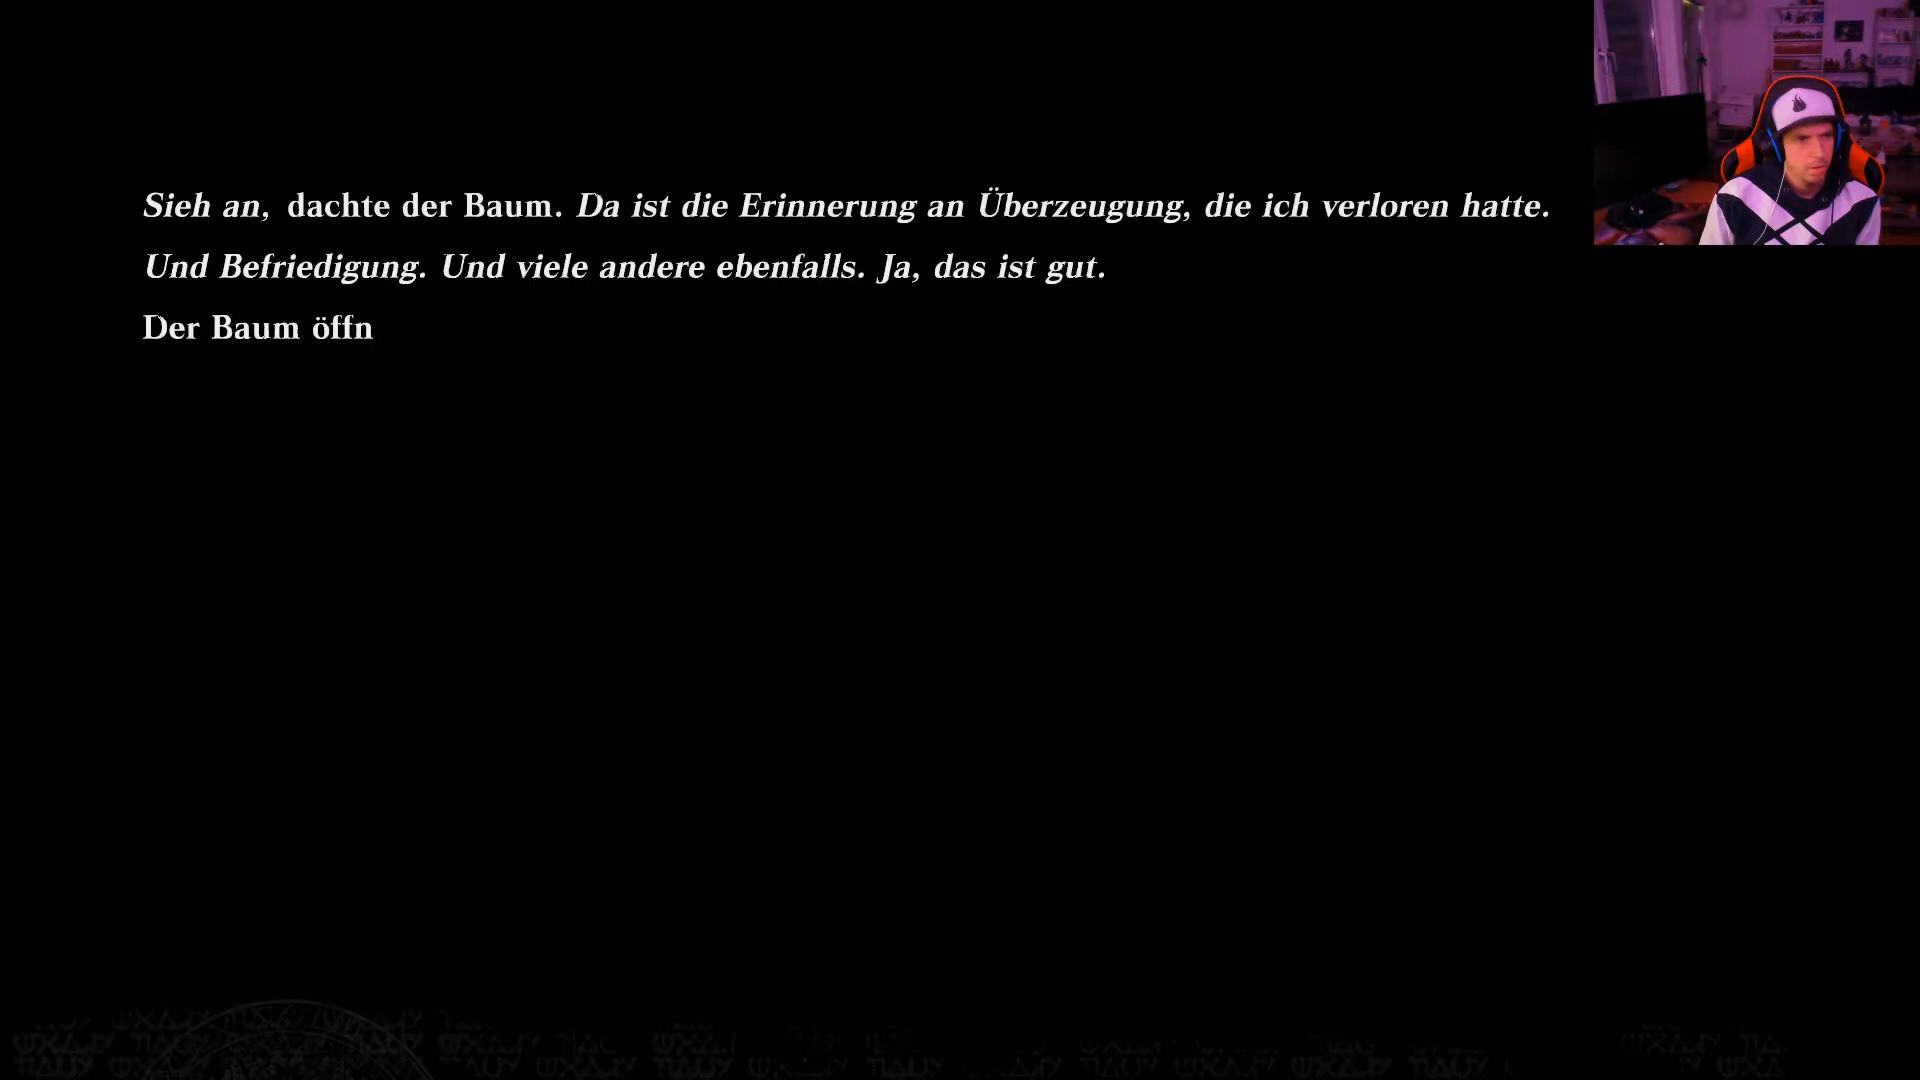 Sieh an, dachte der Baum. Da ist die Erinnerung an Überzeugung, die ich verloren hatte.
Und Befriedigung. Und viele andere ebenfalls. Ja, das ist gut.
Der Baum öffn